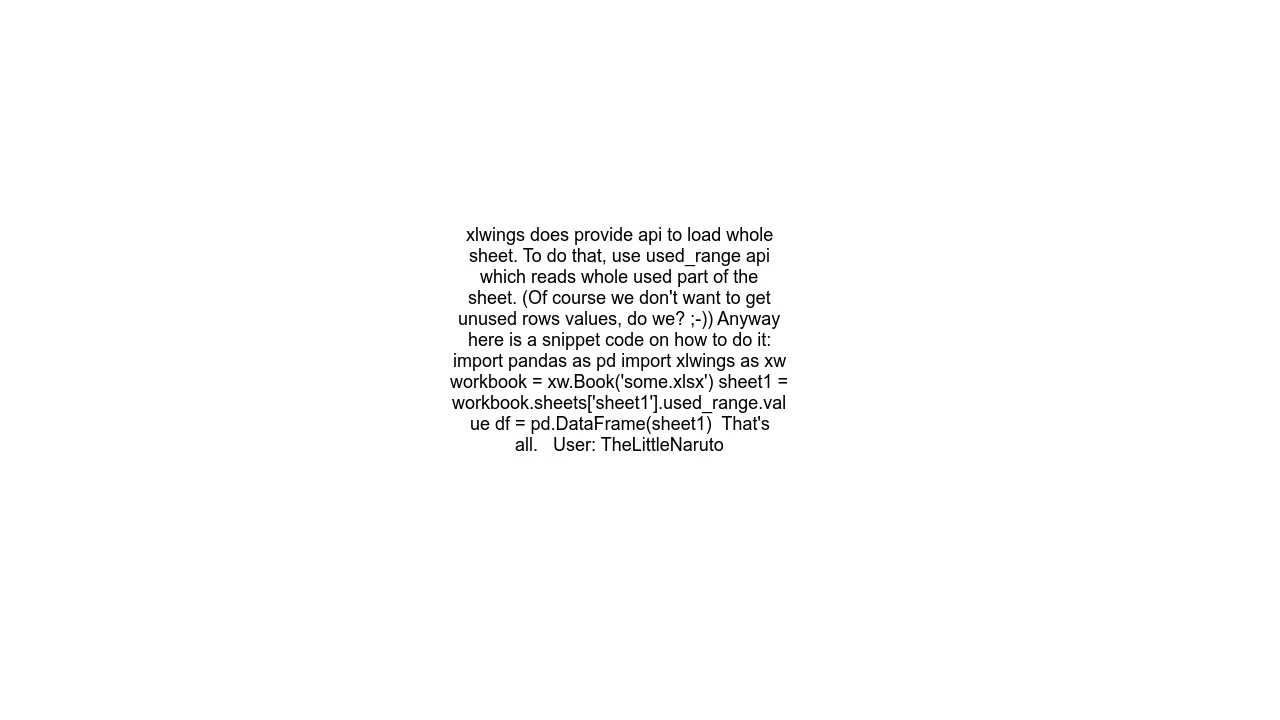 xlwings does provide api to load whole
sheet. To do that, use used_range api
which reads whole used part of the
sheet. (Of course we don't want to get
unused rows values, do we? ;-)) Anyway
here is a snippet code on how to do it:
import pandas as pd import xlwings as xw
workbook = xw.Book('some.xlsx') sheet1 =
workbook.sheets['sheet1'].used_range.val
ue df = pd.DataFrame(sheet1)  That's
all.   User: TheLittleNaruto